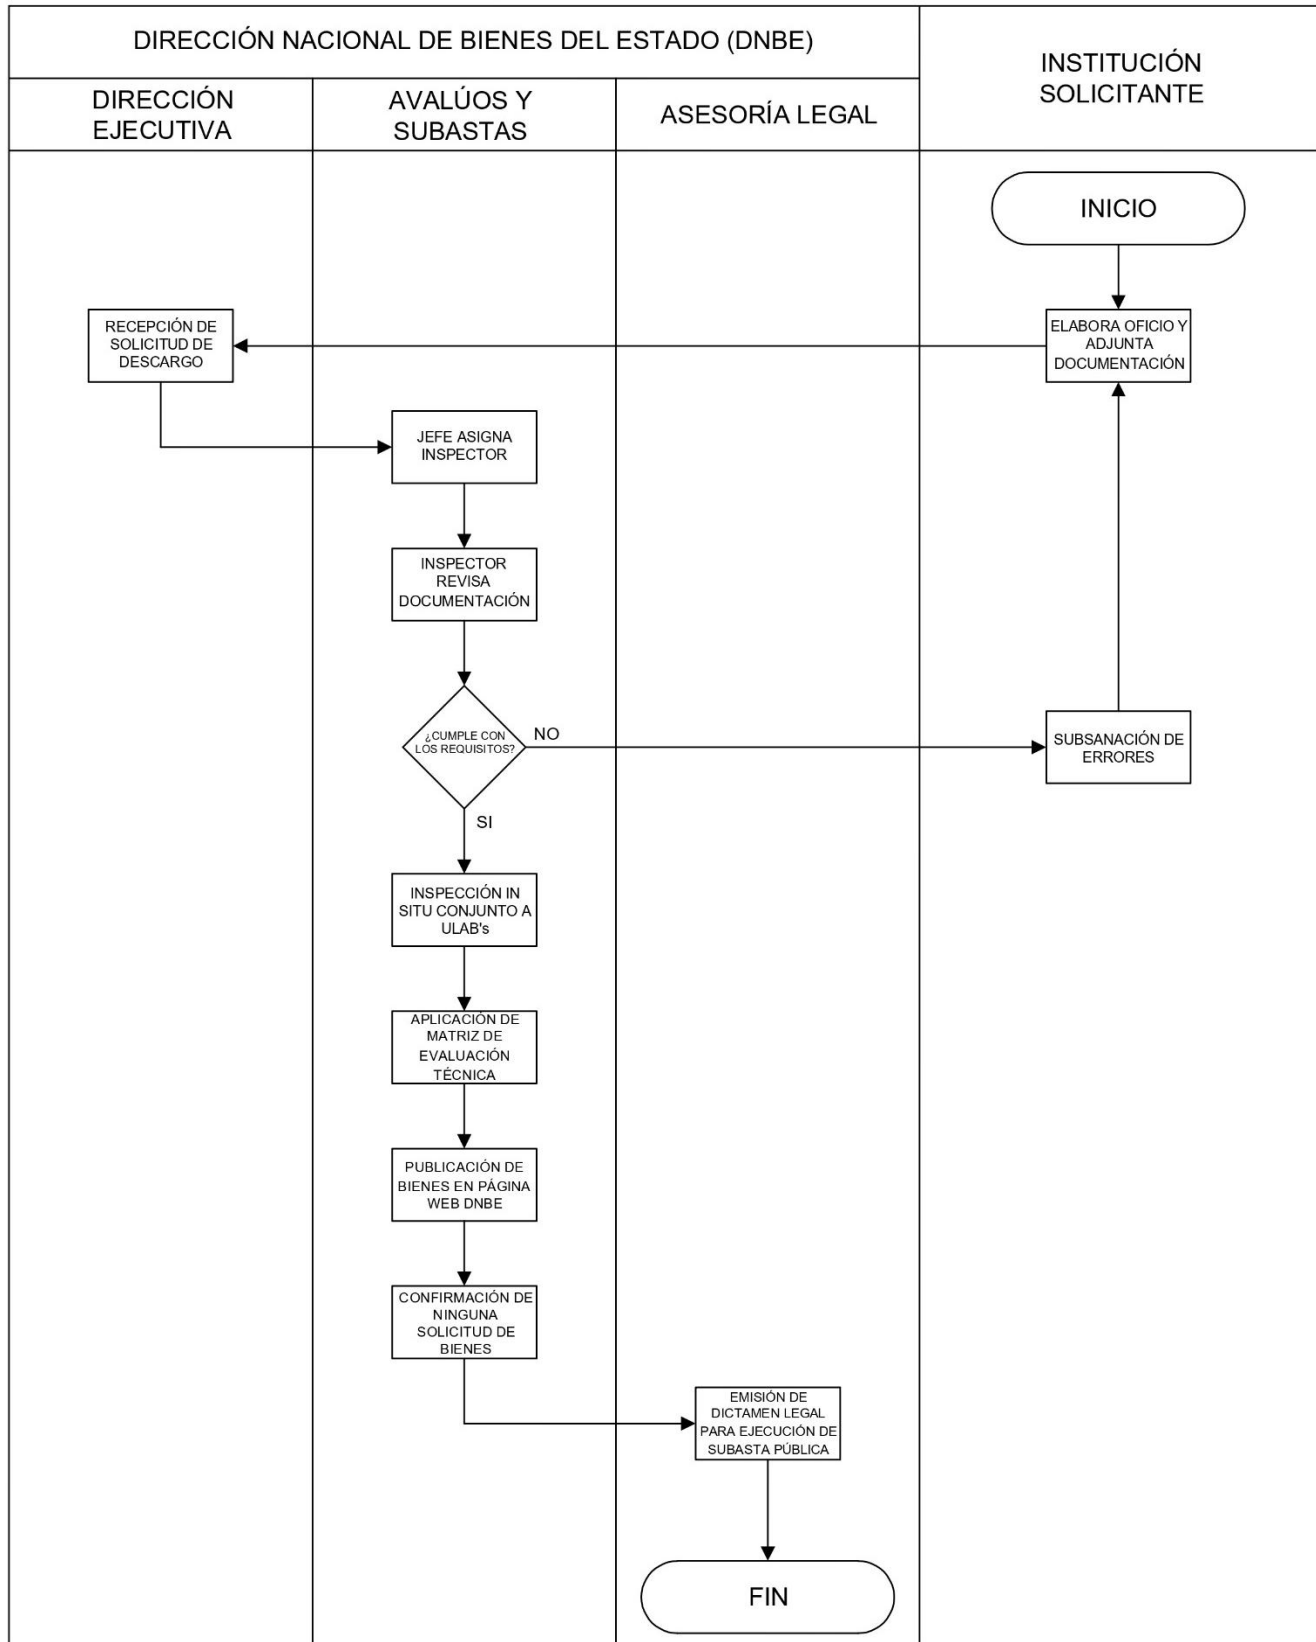 DIRECCIÓN NACIONAL DE BIENES DEL ESTADO (DNBE)
INSTITUCIÓN
SOLICITANTE
DIRECCIÓN
EJECUTIVA
AVALÚOS Y
SUBASTAS
ASESORÍA LEGAL
INICIO
ELABORA OFICIO Y
ADJUNTA
DOCUMENTACIÓN
RECEPCIÓN DE
SOLICITUD DE
DESCARGO
JEFE ASIGNA
INSPECTOR
INSPECTOR
REVISA
DOCUMENTACIÓN
¿CUMPLE CON
LOS REQUISITOS?
NO
SUBSANACIÓN DE
ERRORES
SI
INSPECCIÓN IN
SITU CONJUNTO A
ULAB's
APLICACIÓN DE
MATRIZ DE
EVALUACIÓN
TÉCNICA
PUBLICACIÓN DE
BIENES EN PÁGINA
WEB DNBE
CONFIRMACIÓN DE
NINGUNA
SOLICITUD DE
BIENES
EMISIÓN DE
DICTAMEN LEGAL
PARA EJECUCIÓN DE
SUBASTA PÚBLICA
FIN